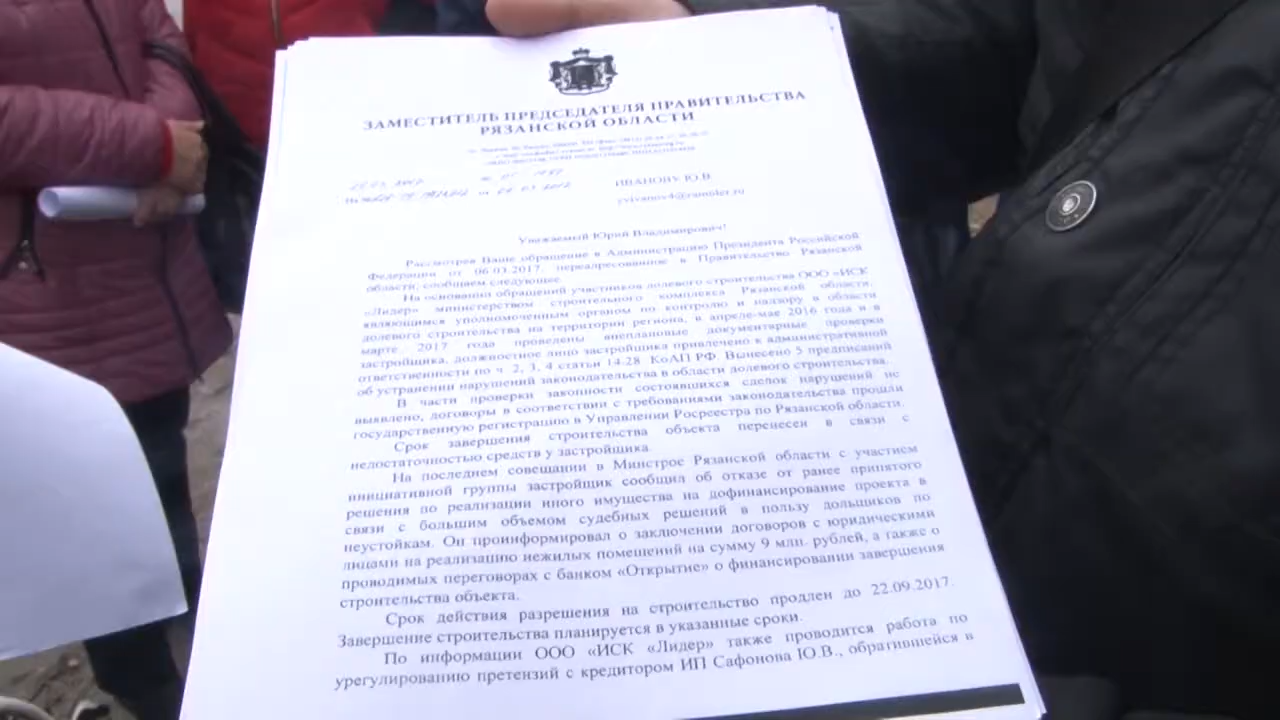 ЗАМЕСТИТЕЛЬ ПРЕДСЕДАТЕЛЯ ПРАВИТЕЛЬСТВА
РЯЗАНСКОЙ ОБЛАСТИ
ИВАНОВУ Ю.В.
yvivanov4@rambler.ru
Уважаемый Юрий Владимирович!
Рассмотрев Ваше обращение в Администрацию Президента Российской
Федерации от 06.03.2017, переадресованное в Правительство Рязанской
области, сообщаем следующее.
На основании обращений участников долевого строительства ООО «ИСК
«Лидер» министерством строительного комплекса Рязанской области,
являющимся уполномоченным органом по контролю и надзору в области
долевого строительства на территории региона, в апреле-мае 2016 года и в
марте 2017 года проведены внеплановые документарные проверки
застройщика, должностное лицо застройщика привлечено к административной
ответственности по ч. 2, 3, 4 статьи 14.28 КоАП РФ. Вынесено 5 предписаний
об устранении нарушений законодательства в области долевого строительства.
В части проверки законности состоявшихся сделок нарушений не
выявлено, договоры в соответствии с требованиями законодательства прошли
государственную регистрацию в Управлении Росреестра по Рязанской области.
Срок завершения строительства объекта перенесен в связи с
недостаточностью средств у застройщика.
На последнем совещании в Минстрое Рязанской области с участием
инициативной группы застройщик сообщил об отказе от ранее принятого
решения по реализации иного имущества на дофинансирование проекта в
связи с большим объемом судебных решений в пользу дольщиков по
неустойкам. Он проинформировал о заключении договоров с юридическими
лицами на реализацию нежилых помещений на сумму 9 млн. рублей, а также о
проводимых переговорах с банком «Открытие» о финансировании завершения
строительства объекта.
Срок действия разрешения на строительство продлен до 22.09.2017.
Завершение строительства планируется в указанные сроки.
По информации ООО «ИСК «Лидер» также проводится работа по
урегулированию претензий с кредитором ИП Сафонова Ю.В., обратившейся в